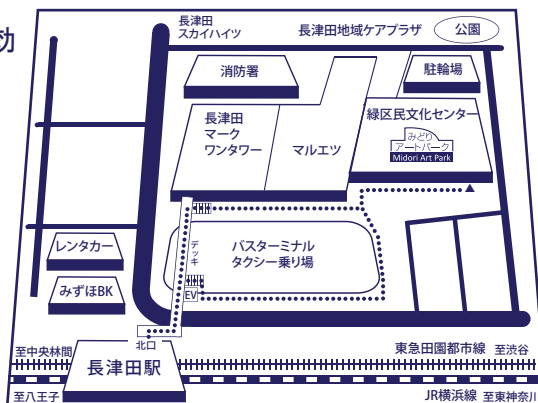 効
長津田
スカイハイツ
長津田地域ケアプラザ
公園
消防署
駐輪場
長津田
マーク
ワンタワー
マルエツ
緑区民文化センター
みどり
アートパーク
Midori Art Park
レンタカー
デッキ
バスターミナル
タクシー乗り場
みずほBK
EV
北口
至中央林間
東急田園都市線 至渋谷
長津田駅
至八王子
JR横浜線 至東神奈川